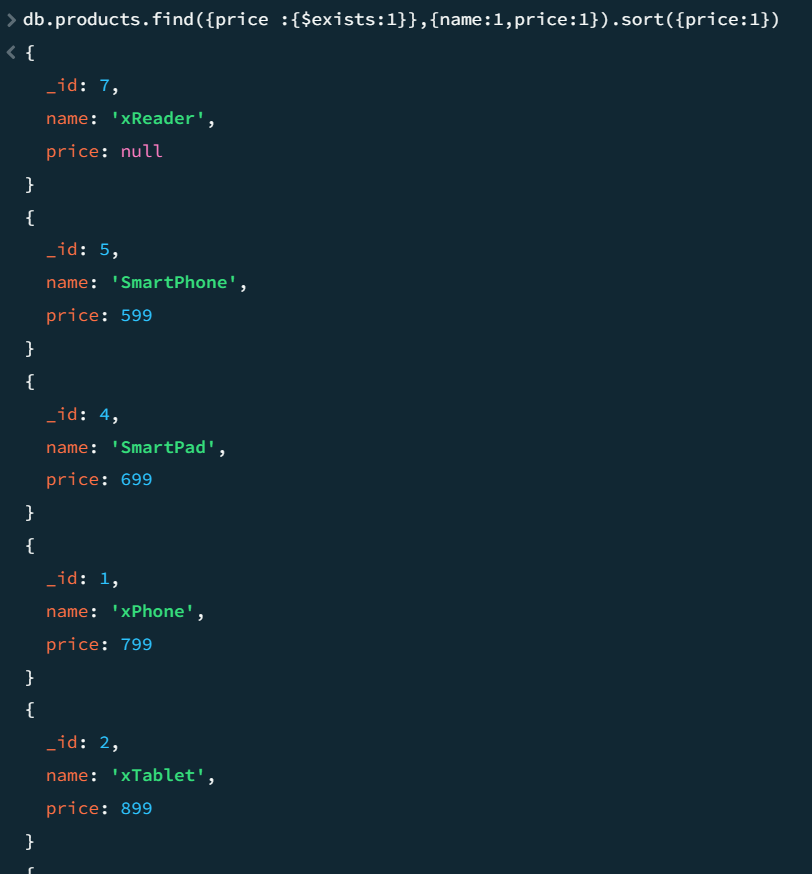 > db.products.find({price :{$exists:1}},{name:1,price:1}).sort({price:1})
< {
_id: 7,
name: 'xReader',
price: null
}
{
_id: 5,
name: 'SmartPhone',
price: 599
}
{
_id: 4,
name: 'SmartPad',
price: 699
}
{
_id: 1,
name: 'xPhone',
price: 799
}
{
_id: 2,
name: 'xTablet',
price: 899
}
{